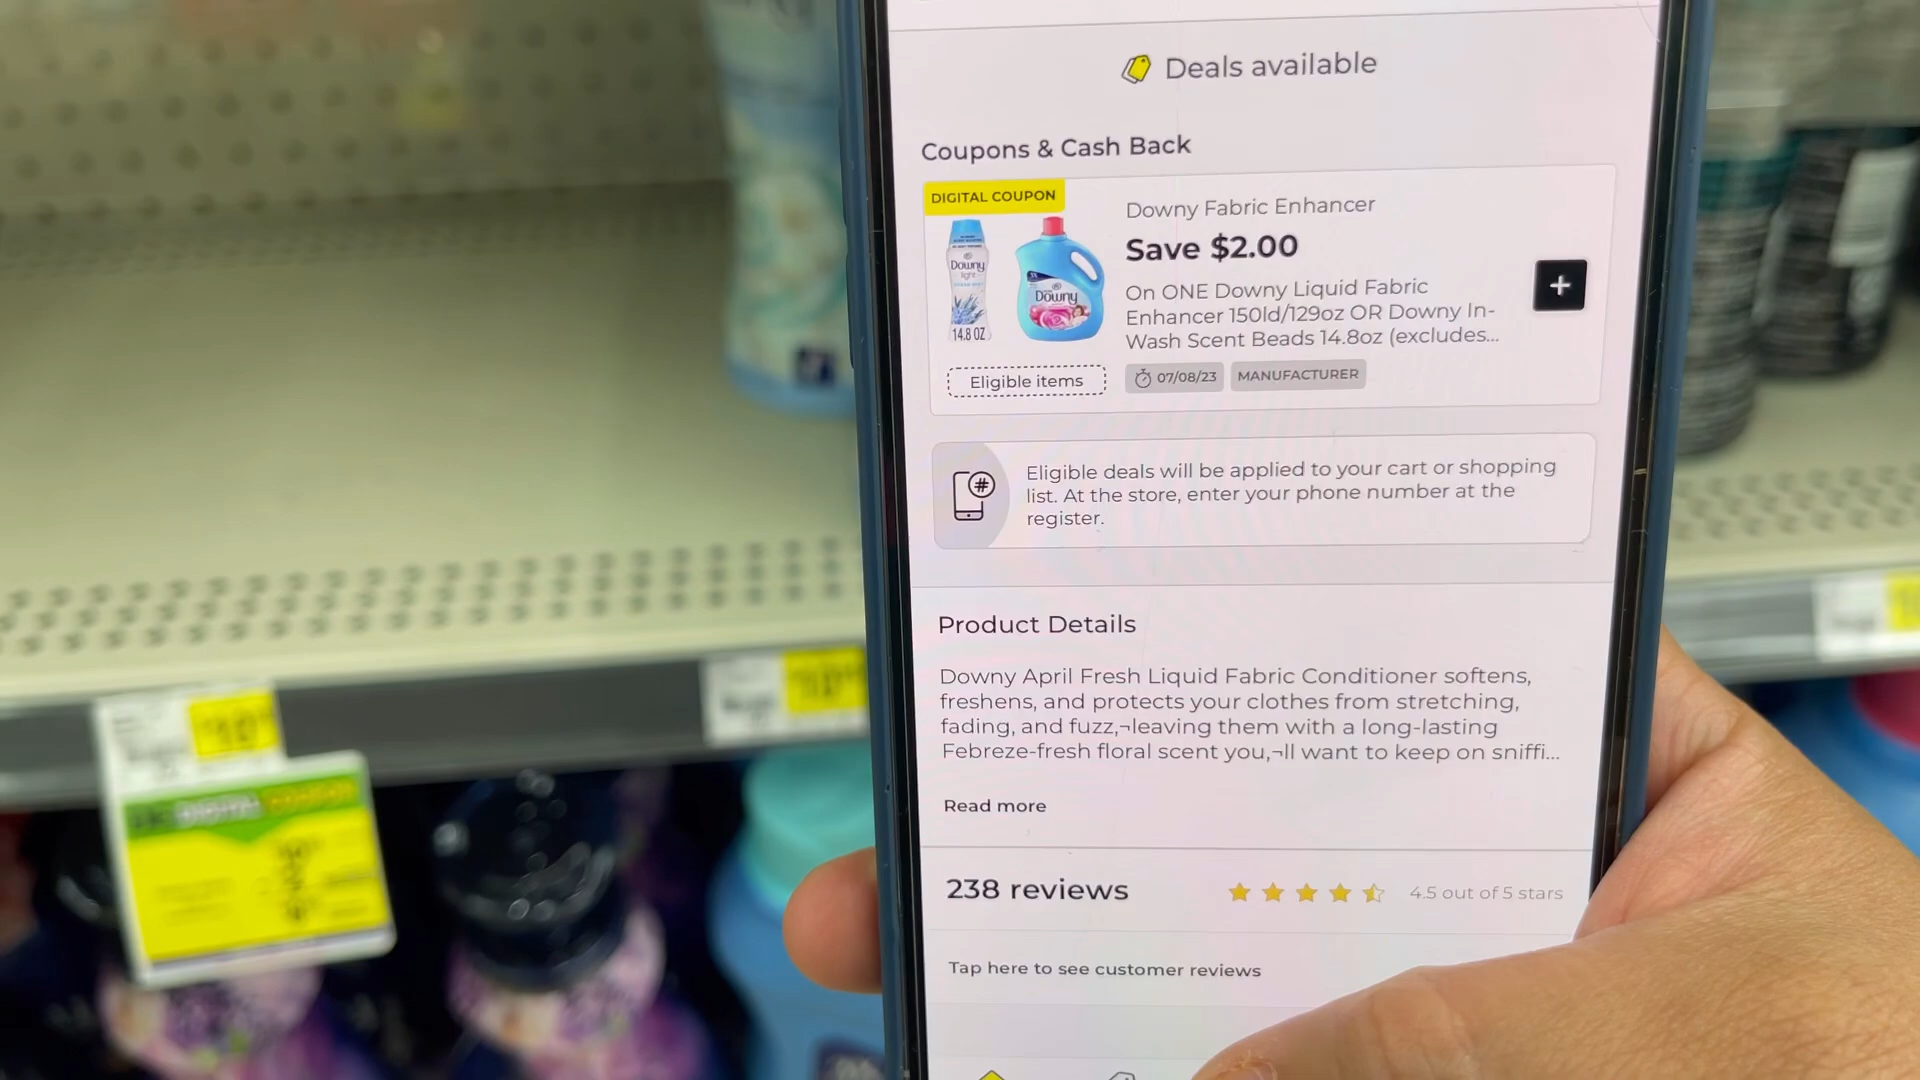 Deals available
Coupons & Cash Back
DIGITAL COUPON
Downy
light
14.8 OZ
Downy
Eligible items
Downy Fabric Enhancer
Save $2.00
On ONE Downy Liquid Fabric
Enhancer 150ld/129oz OR Downy In-
Wash Scent Beads 14.8oz (excludes...
07/08/23
MANUFACTURER
+
#
Eligible deals will be applied to your cart or shopping
list. At the store, enter your phone number at the
register.
Product Details
Downy April Fresh Liquid Fabric Conditioner softens,
freshens, and protects your clothes from stretching,
fading, and fuzz,¬leaving them with a long-lasting
Febreze-fresh floral scent you,¬ll want to keep on sniffi...
Read more
238 reviews
4.5 out of 5 stars
Tap here to see customer reviews
DIGITAL COUPON